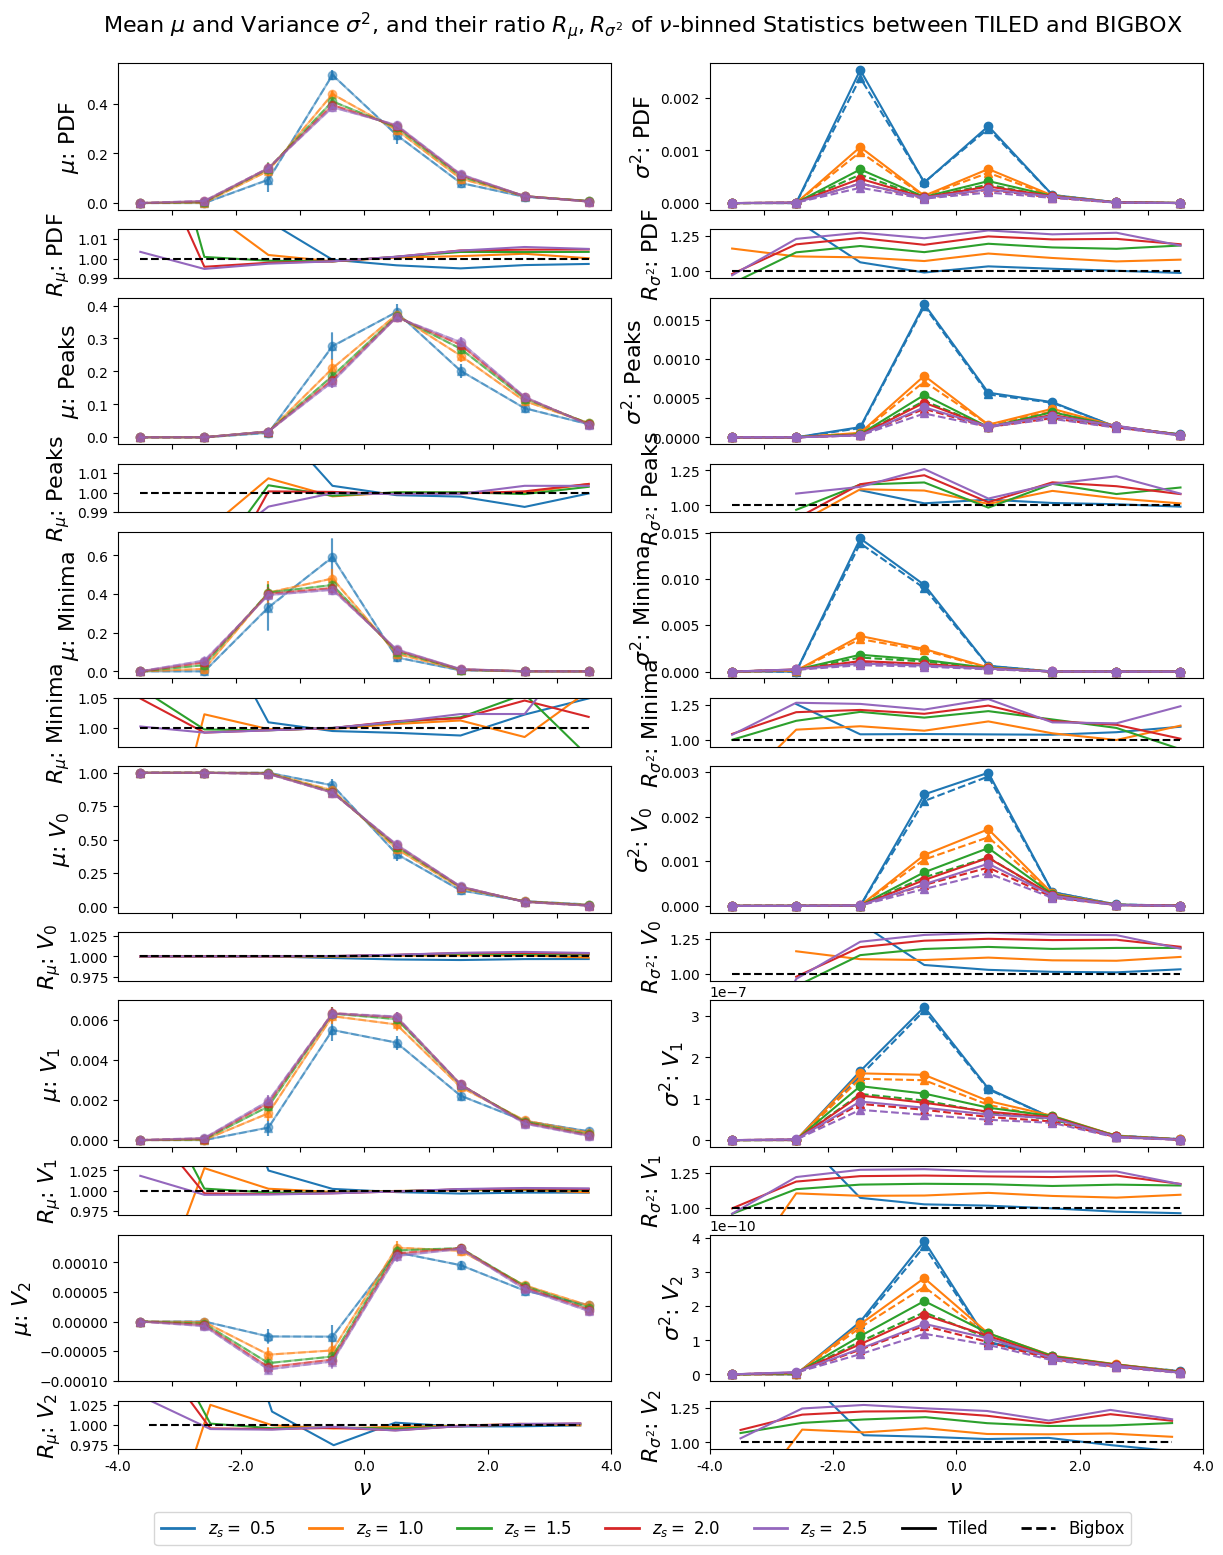 Mean μ and Variance σ², and their ratio R_μ, R_σ² of ν-binned Statistics between TILED and BIGBOX
μ: PDF
0.4
0.2
0.0
σ²: PDF
0.002
0.001
0.000
R_μ: PDF
1.01
1.00
0.99
R_σ²: PDF
1.25
1.00
μ: Peaks
0.4
0.3
0.2
0.1
0.0
σ²: Peaks
0.0015
0.0010
0.0005
0.0000
R_μ: Peaks
1.01
1.00
0.99
R_σ²: Peaks
1.25
1.00
μ: Minima
0.6
0.4
0.2
0.0
σ²: Minima
0.015
0.010
0.005
0.000
R_μ: Minima
1.05
1.00
R_σ²: Minima
1.25
1.00
μ: V₀
1.00
0.75
0.50
0.25
0.00
σ²: V₀
0.003
0.002
0.001
0.000
R_μ: V₀
1.025
1.000
0.975
R_σ²: V₀
1.25
1.00
μ: V₁
0.006
0.004
0.002
0.000
1e−7
σ²: V₁
3
2
1
0
R_μ: V₁
1.025
1.000
0.975
R_σ²: V₁
1.25
1.00
μ: V₂
0.00010
0.00005
0.00000
−0.00005
−0.00010
1e−10
σ²: V₂
4
3
2
1
0
R_μ: V₂
1.025
1.000
0.975
R_σ²: V₂
1.25
1.00
-4.0 -2.0 0.0 2.0 4.0
ν
-4.0 -2.0 0.0 2.0 4.0
ν
z_s = 0.5 z_s = 1.0 z_s = 1.5 z_s = 2.0 z_s = 2.5 Tiled Bigbox